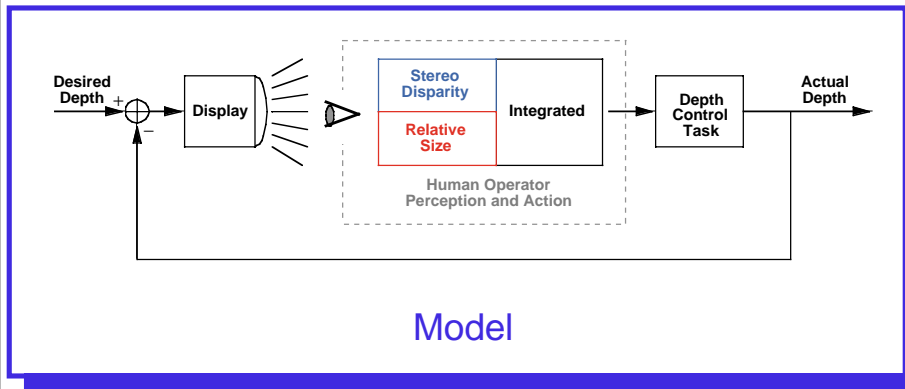 Desired
Depth
+
−
Display
Stereo
Disparity
Relative
Size
Integrated
Human Operator
Perception and Action
Depth
Control
Task
Actual
Depth
Model